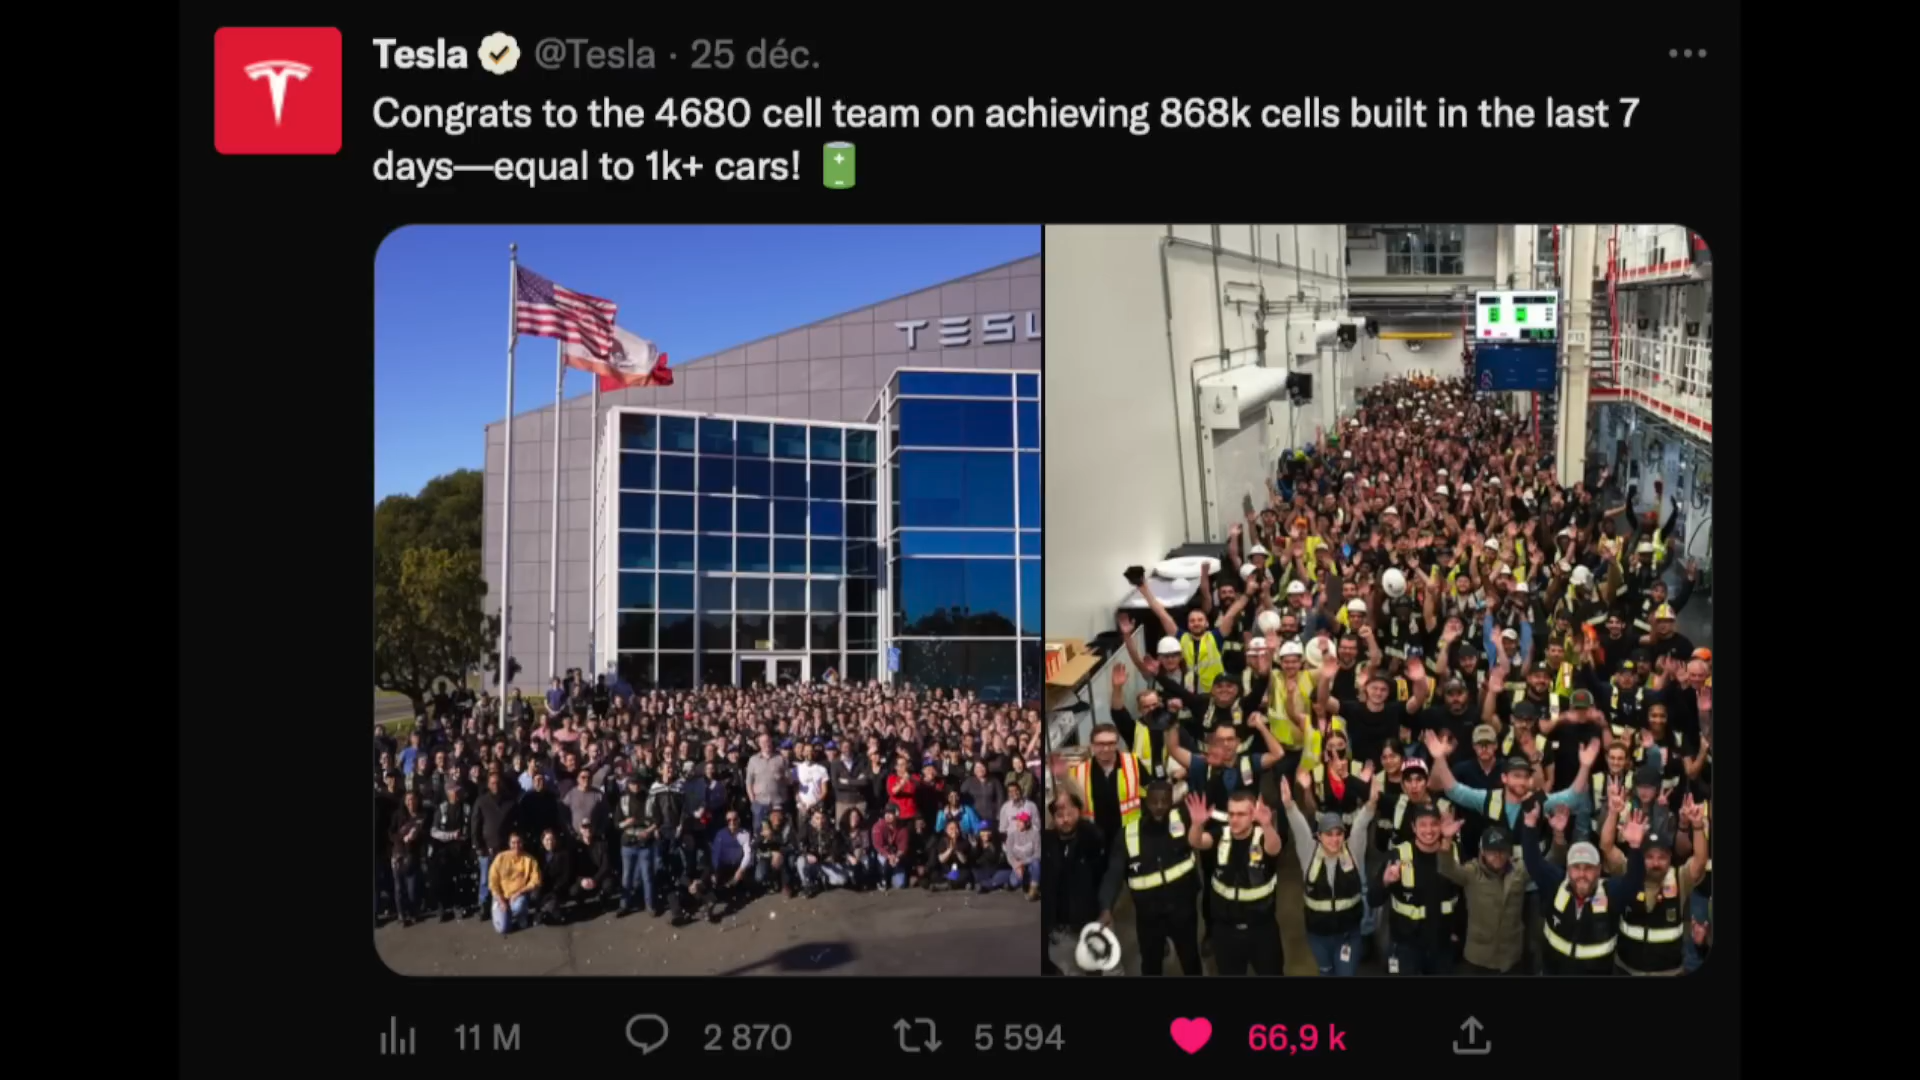 Tesla @Tesla · 25 déc.
Congrats to the 4680 cell team on achieving 868k cells built in the last 7
days—equal to 1k+ cars!
TESL
11 M 2 870 5 594 66,9 k